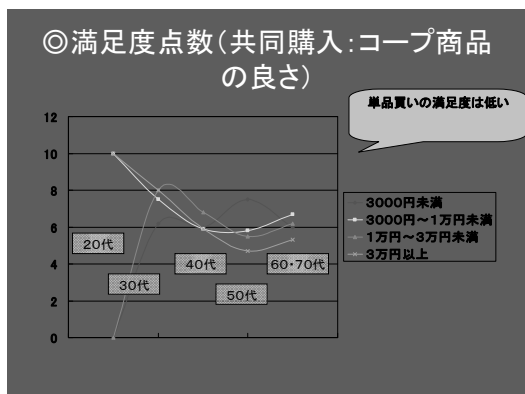 ◎満足度点数(共同購入:コープ商品
の良さ)
単品買いの満足度は低い
12
10
8
6
4
2
0
20代
30代
40代
50代
60・70代
3000円未満
3000円~1万円未満
1万円~3万円未満
3万円以上